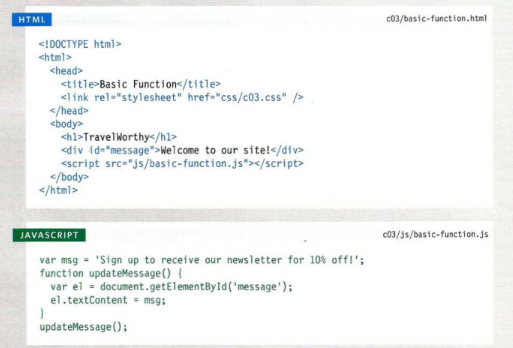 HTML
c03/basic-function.html
<!DOCTYPE html>
<html>
<head>
<title>Basic Function</title>
<link rel="stylesheet" href="css/c03.css" />
</head>
<body>
<h1>TravelWorthy</h1>
<div id="message">Welcome to our site!</div>
<script src="js/basic-function.js"></script>
</body>
</html>
JAVASCRIPT
c03/js/basic-function.js
var msg = 'Sign up to receive our newsletter for 10% off!';
function updateMessage() {
var el = document.getElementById('message');
el.textContent = msg;
}
updateMessage();